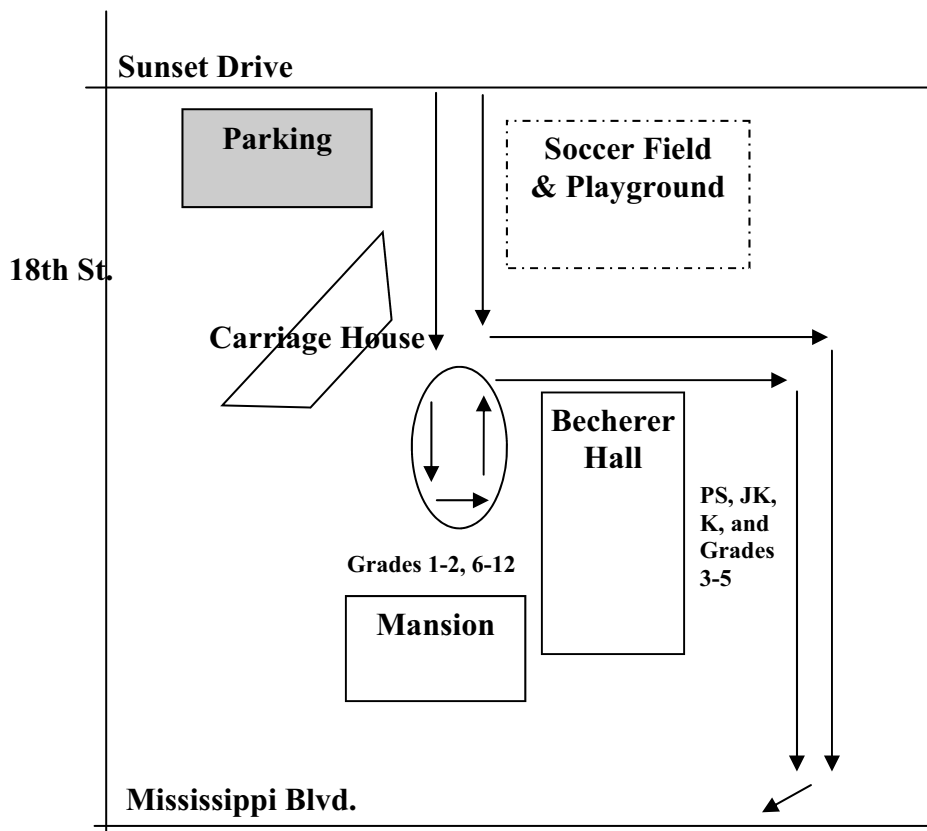 Sunset Drive
Parking
Soccer Field
& Playground
18th St.
Carriage House
Becherer
Hall
PS, JK,
K, and
Grades
3-5
Grades 1-2, 6-12
Mansion
Mississippi Blvd.